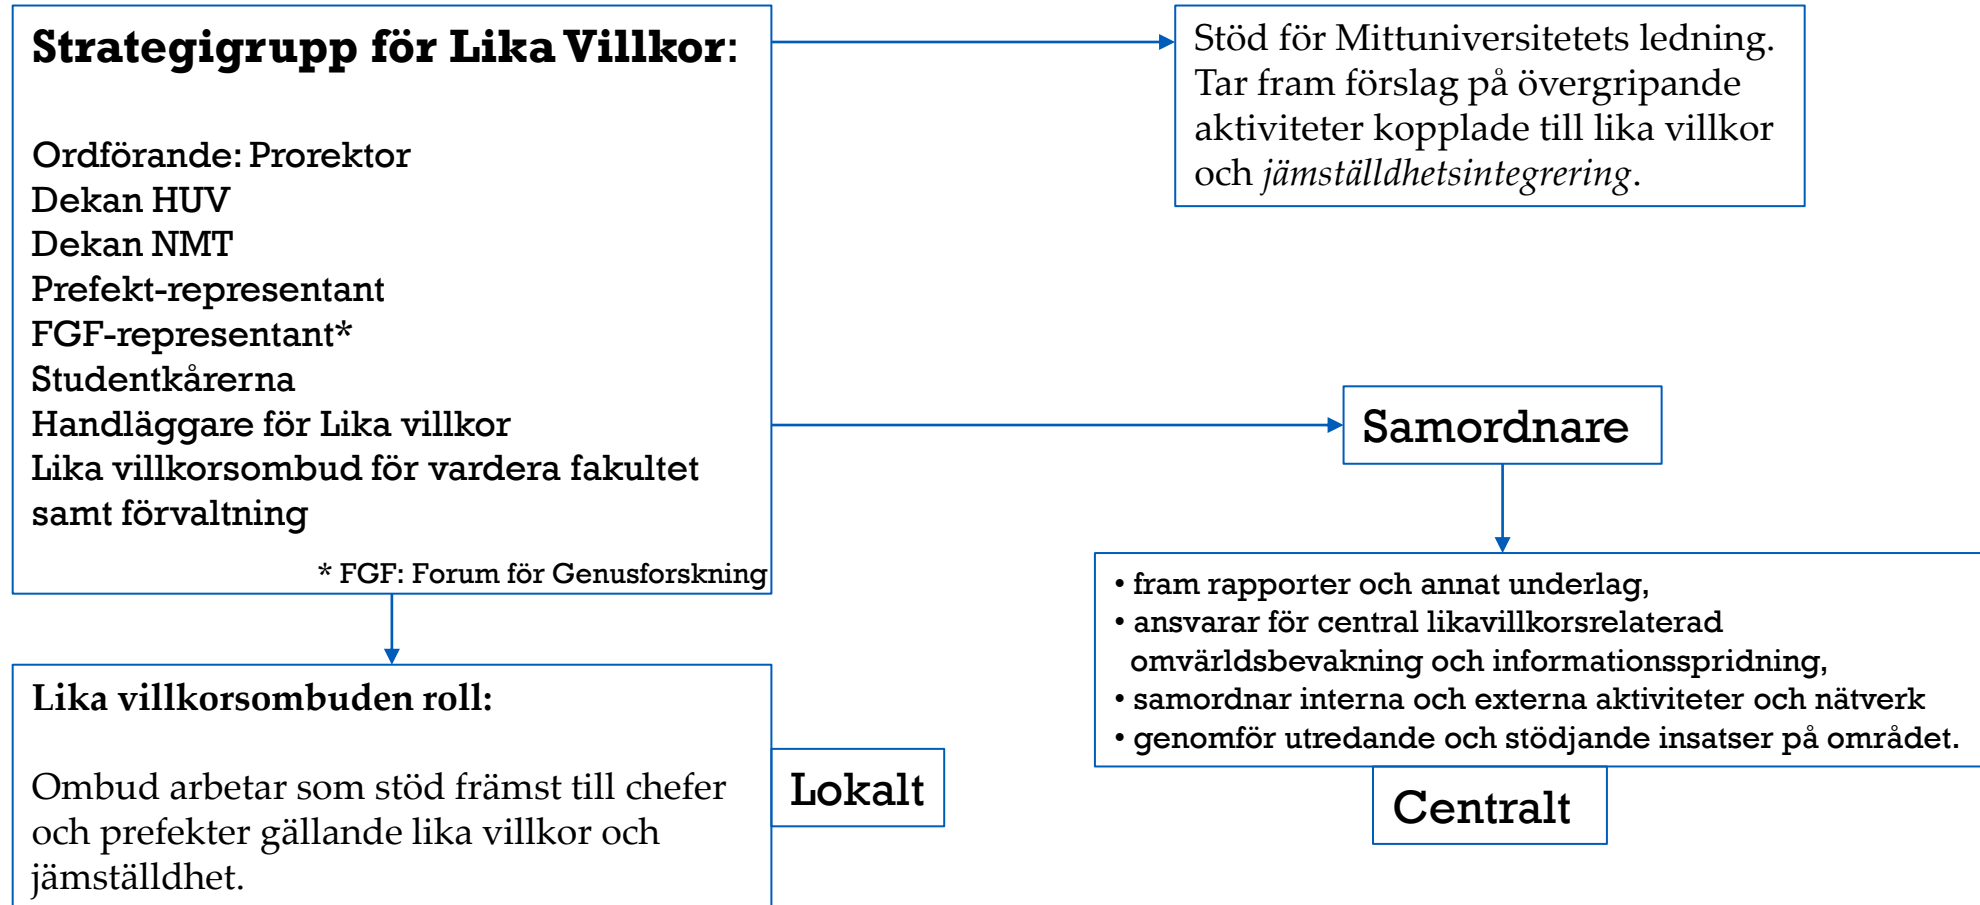 Strategigrupp för Lika Villkor:
Ordförande: Prorektor
Dekan HUV
Dekan NMT
Prefekt-representant
FGF-representant*
Studentkårerna
Handläggare för Lika villkor
Lika villkorsombud för vardera fakultet
samt förvaltning
* FGF: Forum för Genusforskning
Stöd för Mittuniversitetets ledning.
Tar fram förslag på övergripande
aktiviteter kopplade till lika villkor
och jämställdhetsintegrering.
Samordnare
• fram rapporter och annat underlag,
• ansvarar för central likavillkorsrelaterad
omvärldsbevakning och informationsspridning,
• samordnar interna och externa aktiviteter och nätverk
• genomför utredande och stödjande insatser på området.
Centralt
Lika villkorsombuden roll:
Ombud arbetar som stöd främst till chefer
och prefekter gällande lika villkor och
jämställdhet.
Lokalt